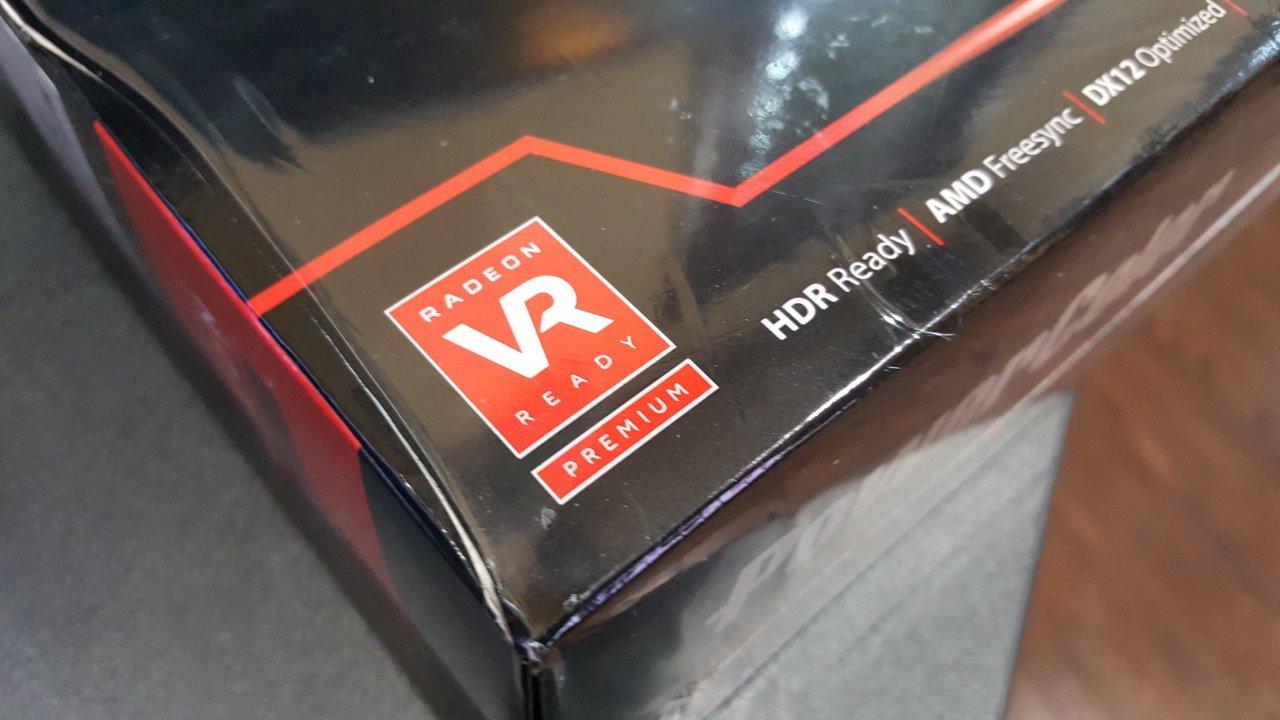 RADEON
VR
READY
PREMIUM
HDR Ready | AMD Freesync | DX12 Optimized |